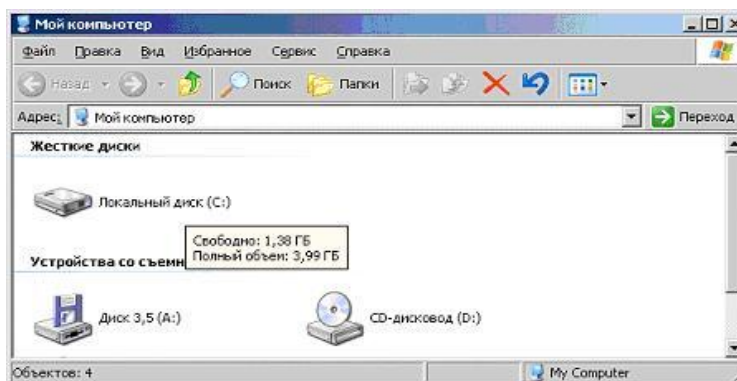 Мой компьютер
Файл Правка Вид Избранное Сервис Справка
Назад Поиск Папки
Адрес: Мой компьютер Переход
Жесткие диски
Локальный диск (C:)
Свободно: 1,38 ГБ
Полный объем: 3,99 ГБ
Устройства со съемн
Диск 3,5 (A:) CD-дисковод (D:)
Объектов: 4 My Computer